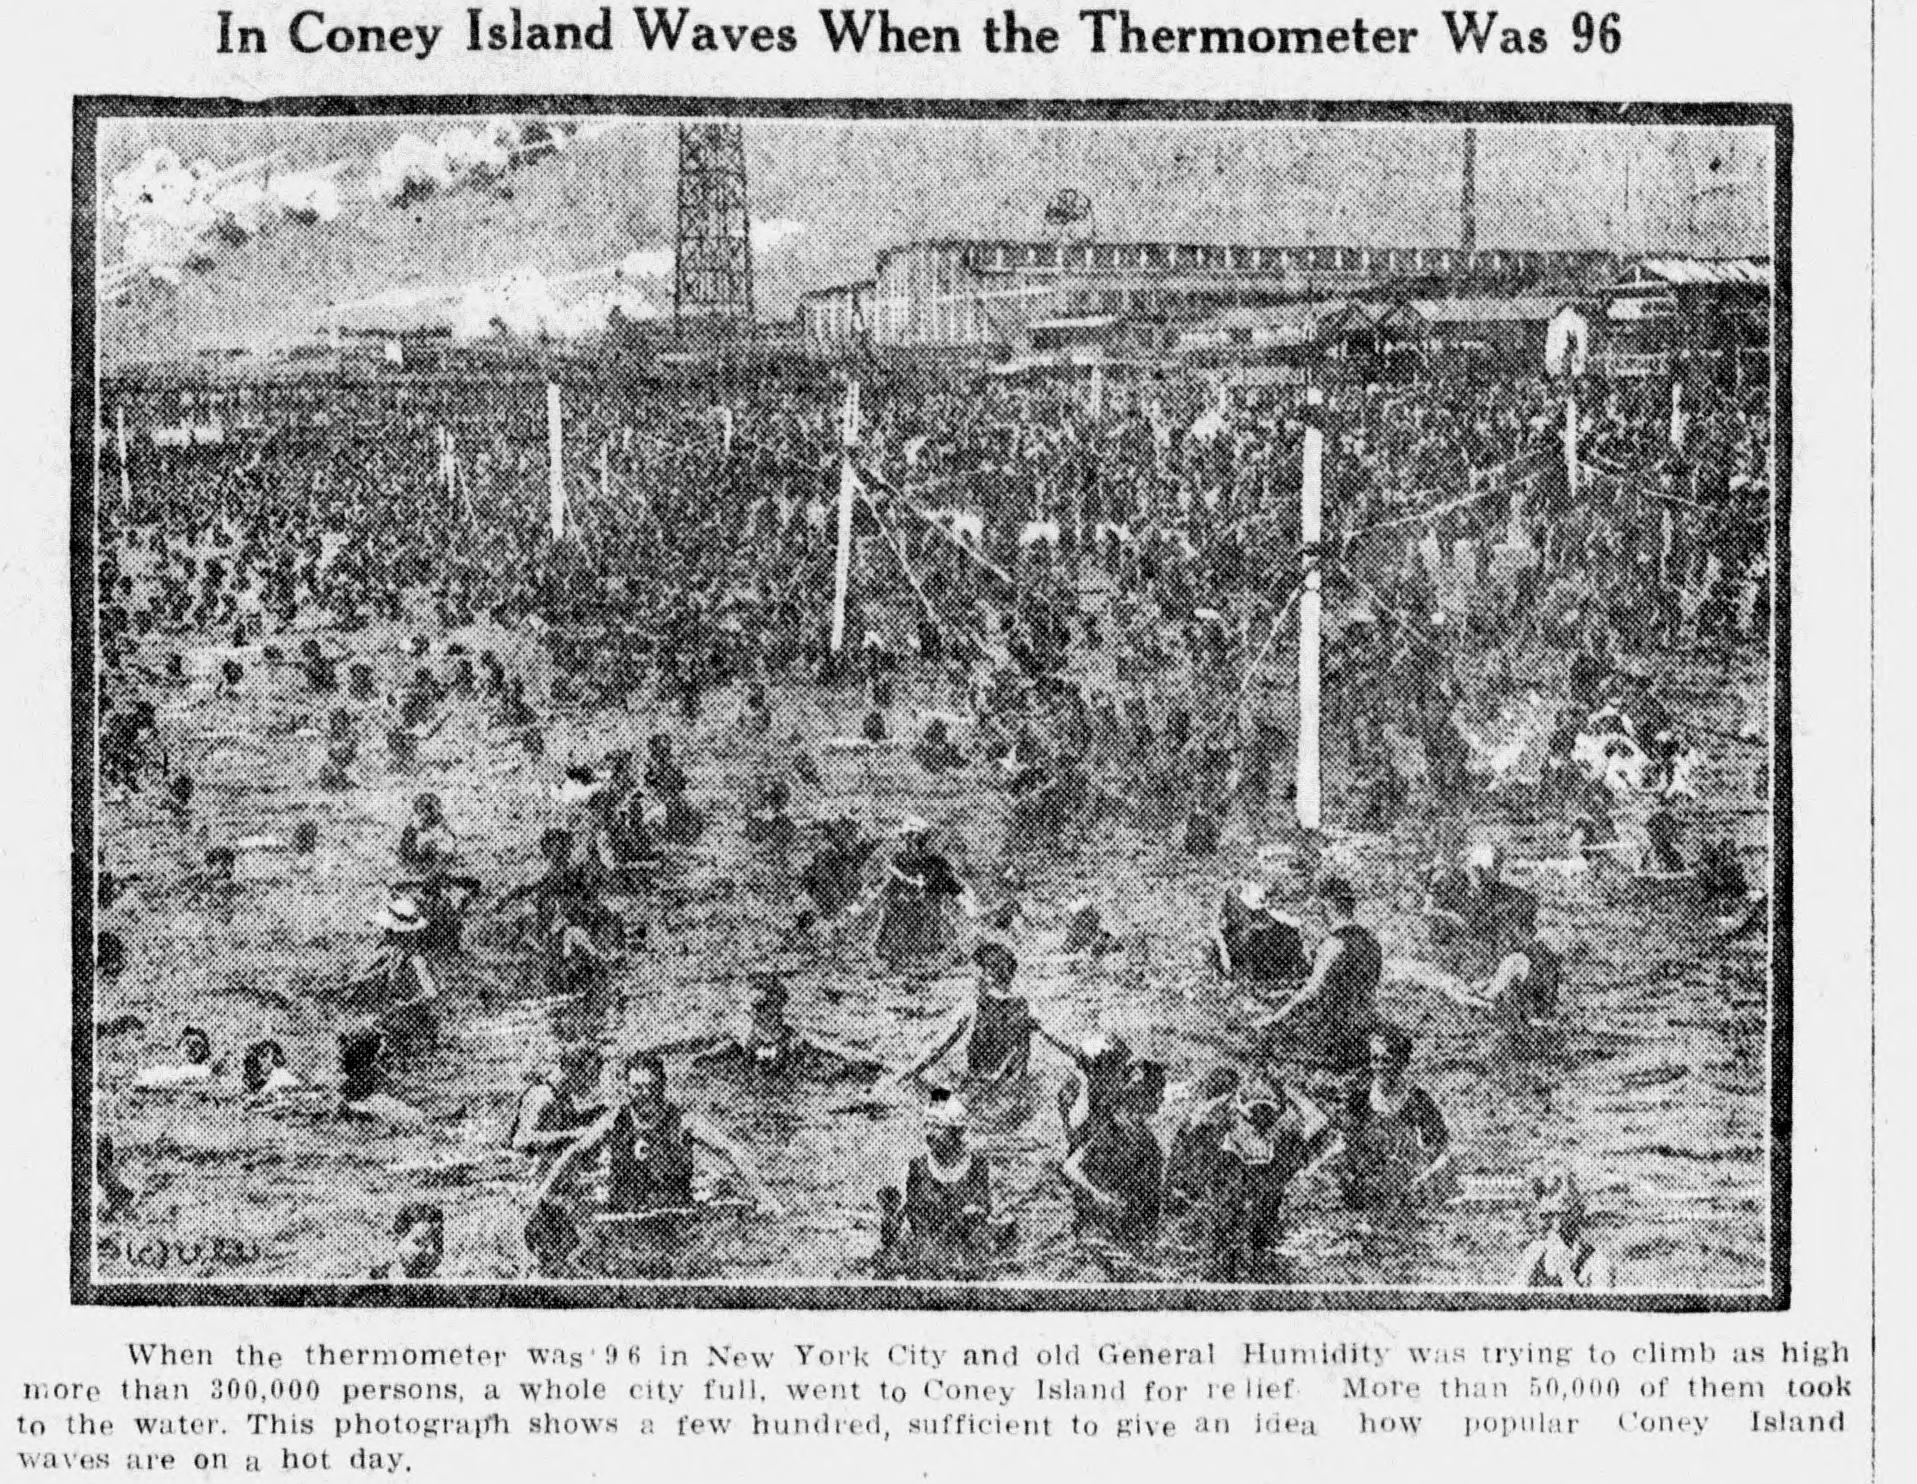 In Coney Island Waves When the Thermometer Was 96
(c) U. & U.
When the thermometer was 96 in New York City and old General Humidity was trying to climb as high
more than 300,000 persons, a whole city full, went to Coney Island for relief. More than 50,000 of them took
to the water. This photograph shows a few hundred, sufficient to give an idea how popular Coney Island
waves are on a hot day.